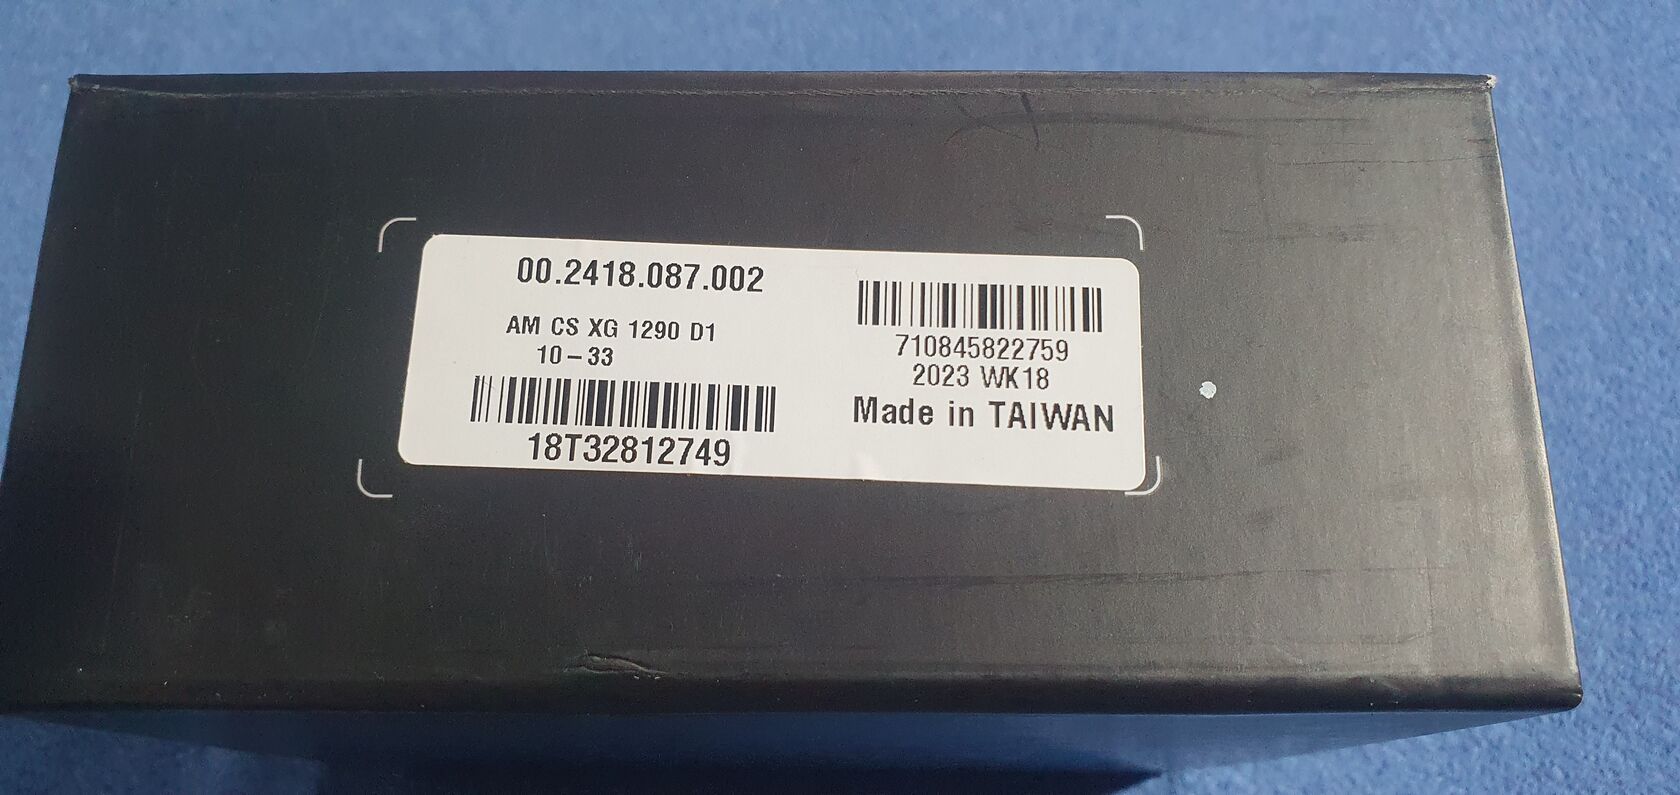 00.2418.087.002
AM CS XG 1290 D1
10-33
18T32812749
710845822759
2023 WK18
Made in TAIWAN